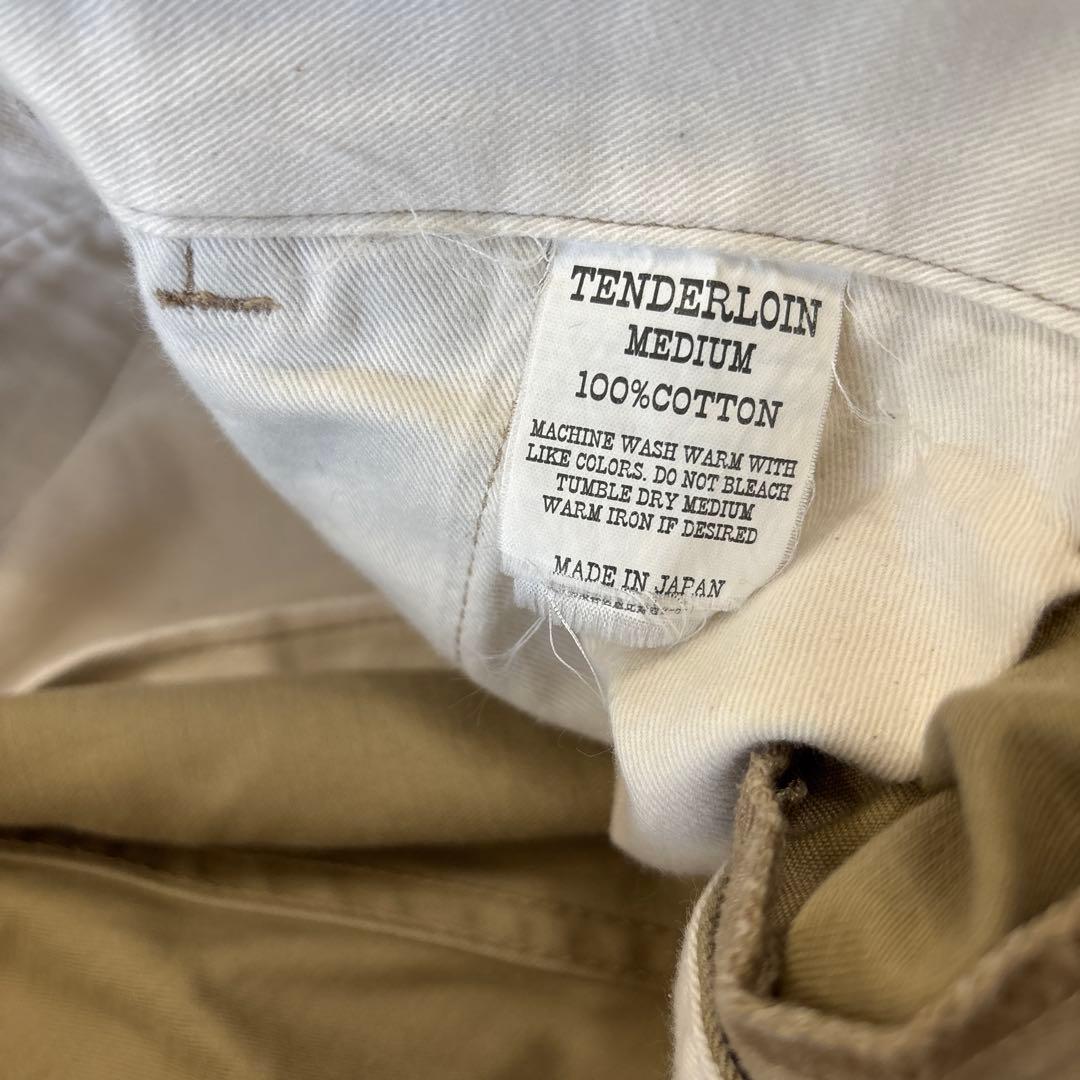 TENDERLOIN
MEDIUM
100%COTTON
MACHINE WASH WARM WITH
LIKE COLORS. DO NOT BLEACH
TUMBLE DRY MEDIUM
WARM IRON IF DESIRED
MADE IN JAPAN